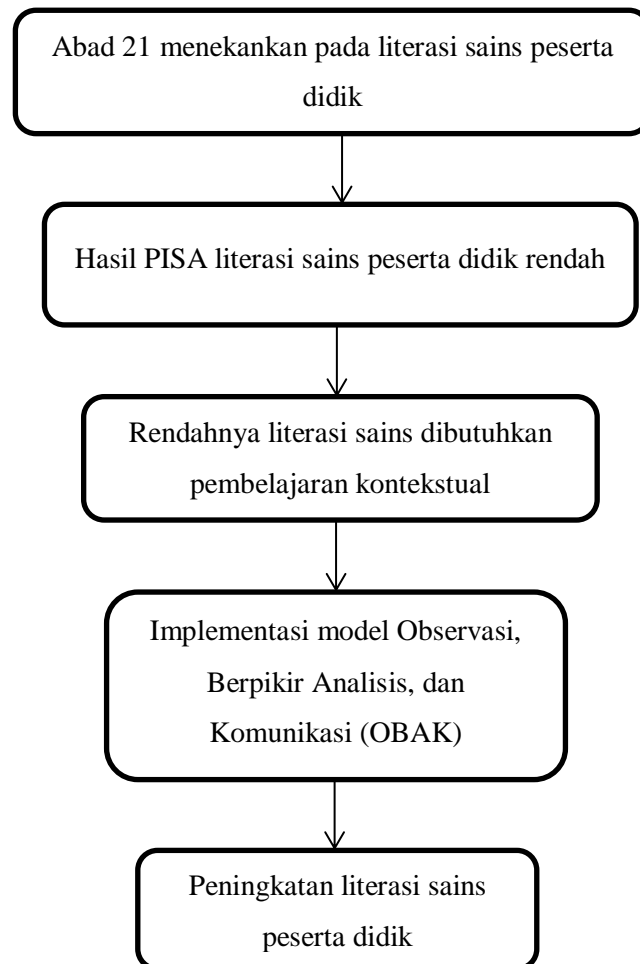 Abad 21 menekankan pada literasi sains peserta
didik
Hasil PISA literasi sains peserta didik rendah
Rendahnya literasi sains dibutuhkan
pembelajaran kontekstual
Implementasi model Observasi,
Berpikir Analisis, dan
Komunikasi (OBAK)
Peningkatan literasi sains
peserta didik